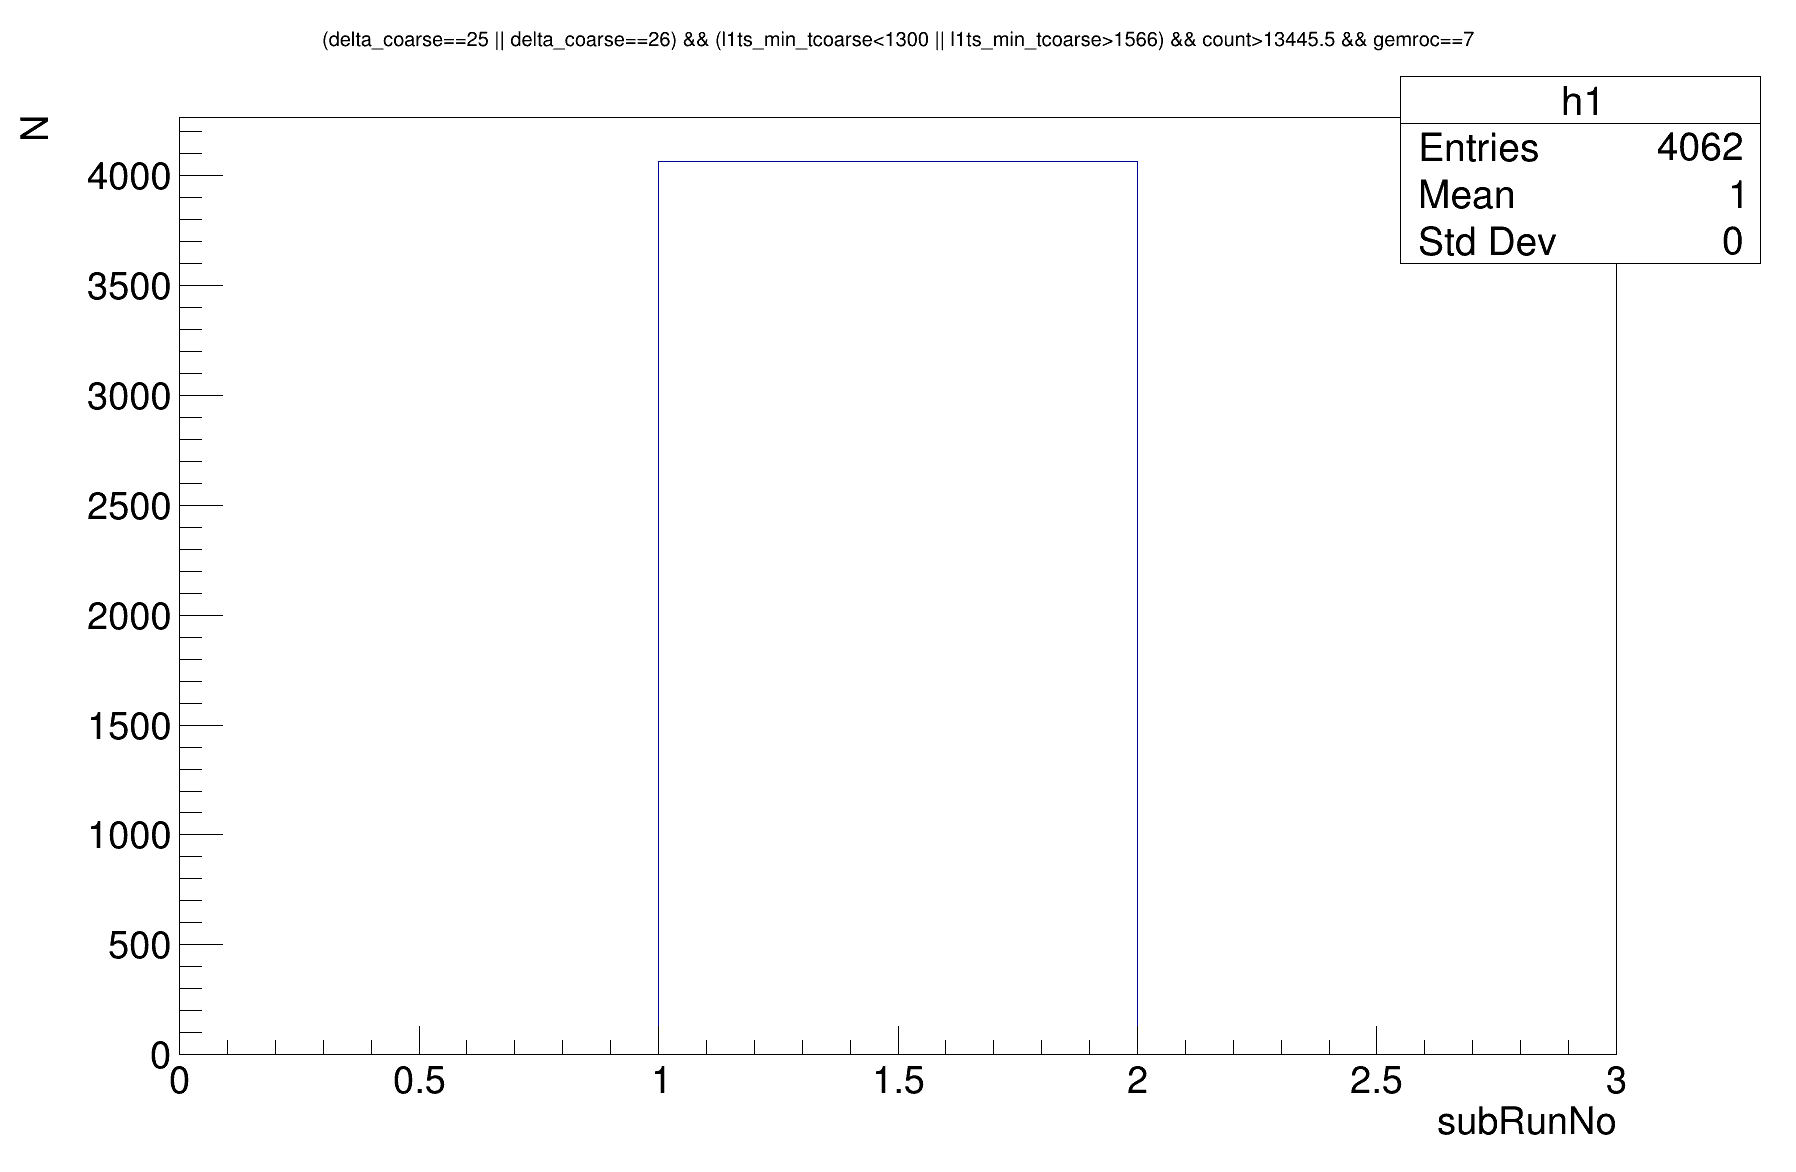 (delta_coarse==25 || delta_coarse==26) && (l1ts_min_tcoarse<1300 || l1ts_min_tcoarse>1566) && count>13445.5 && gemroc==7
h1
Entries 4062
Mean 1
Std Dev 0
N
4000
3500
3000
2500
2000
1500
1000
500
0
0 0.5 1 1.5 2 2.5 3
subRunNo